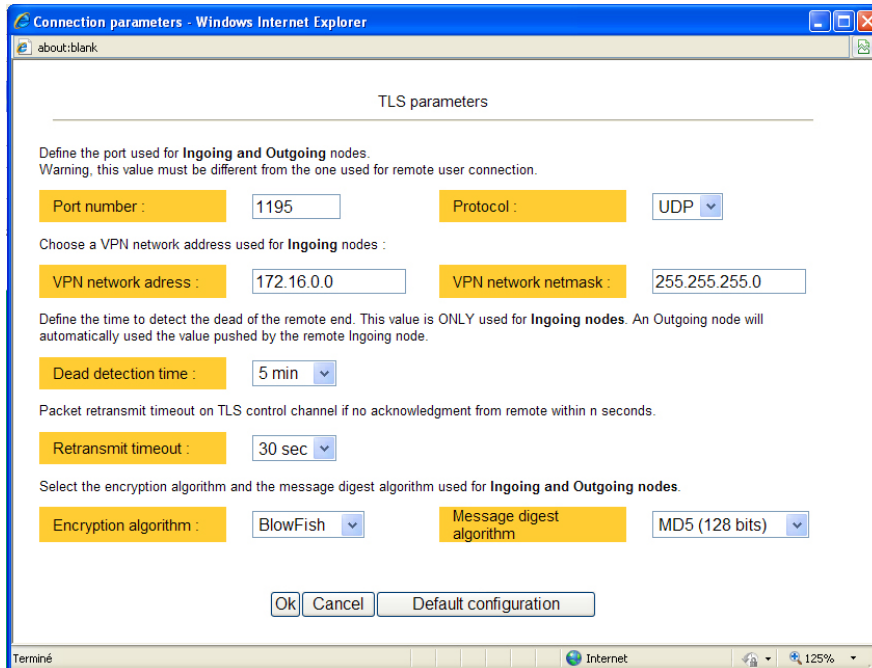 Connection parameters - Windows Internet Explorer
about:blank
TLS parameters
Define the port used for Ingoing and Outgoing nodes.
Warning, this value must be different from the one used for remote user connection.
Port number : 1195 Protocol : UDP
Choose a VPN network address used for Ingoing nodes :
VPN network adress : 172.16.0.0 VPN network netmask : 255.255.255.0
Define the time to detect the dead of the remote end. This value is ONLY used for Ingoing nodes. An Outgoing node will
automatically used the value pushed by the remote Ingoing node.
Dead detection time : 5 min
Packet retransmit timeout on TLS control channel if no acknowledgment from remote within n seconds.
Retransmit timeout : 30 sec
Select the encryption algorithm and the message digest algorithm used for Ingoing and Outgoing nodes.
Encryption algorithm : BlowFish Message digest
algorithm MD5 (128 bits)
Ok Cancel Default configuration
Terminé Internet 125%